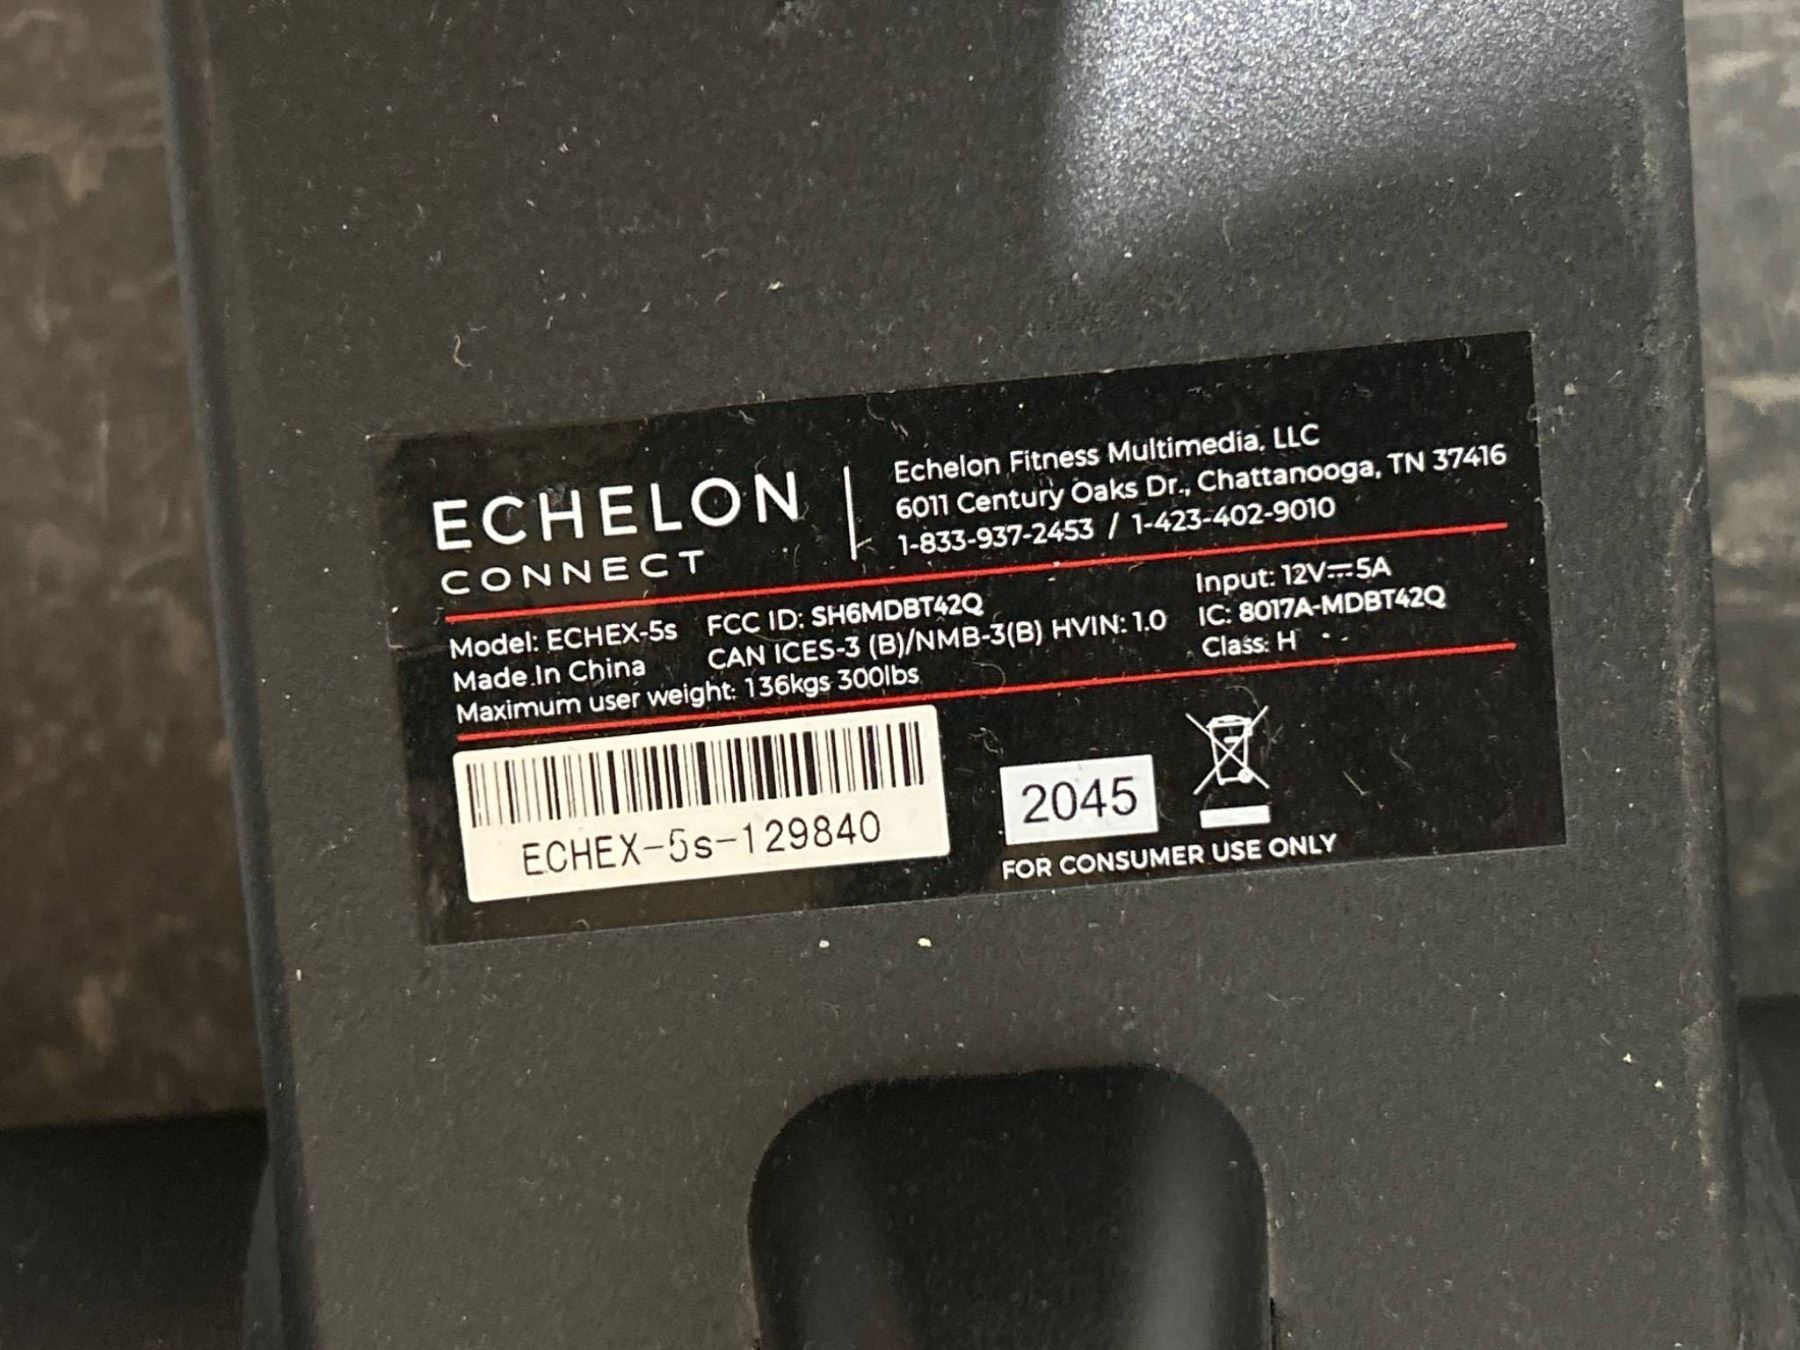 ECHELON
CONNECT
Echelon Fitness Multimedia, LLC
6011 Century Oaks Dr., Chattanooga, TN 37416
1-833-937-2453 / 1-423-402-9010
Model: ECHEX-5s FCC ID: SH6MDBT42Q Input: 12V⎓5A
Made In China CAN ICES-3 (B)/NMB-3(B) HVIN: 1.0 IC: 8017A-MDBT42Q
Maximum user weight: 136kgs 300lbs Class: H
ECHEX-5s-129840
2045
FOR CONSUMER USE ONLY